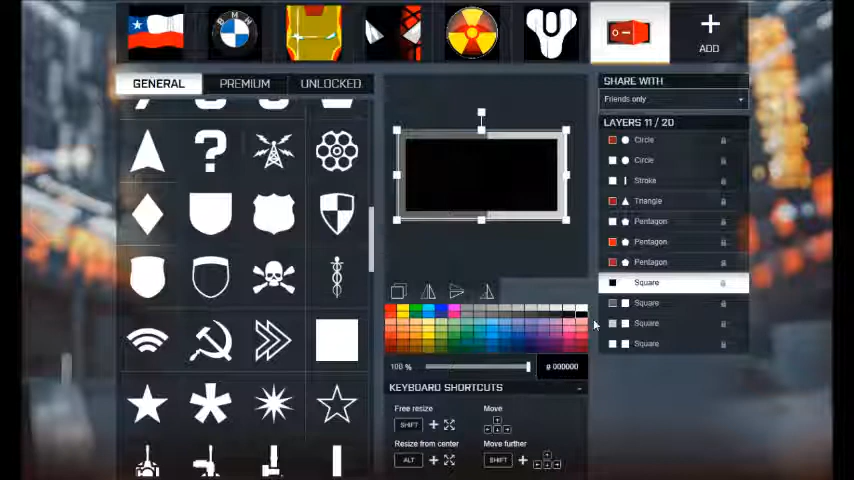 BMW
ADD
GENERAL
PREMIUM
UNLOCKED
SHARE WITH
Friends only
LAYERS 11 / 20
Circle
Circle
Stroke
Triangle
Pentagon
Pentagon
Pentagon
Square
Square
Square
Square
?
100 %
# 000000
KEYBOARD SHORTCUTS
-
Free resize
Move
SHIFT +
Resize from center
Move further
ALT +
SHIFT +